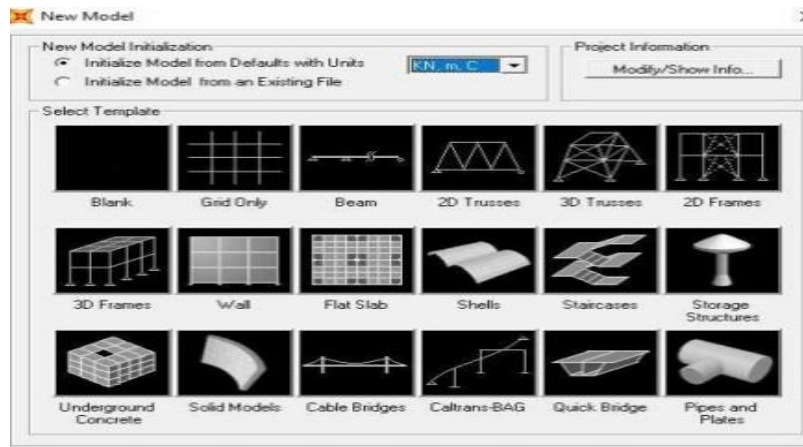 New Model
New Model Initialization
Project Information
Initialize Model from Defaults with Units
KN, m, C
Modify/Show Info...
Initialize Model from an Existing File
Select Template
Blank
Grid Only
Beam
2D Trusses
3D Trusses
2D Frames
3D Frames
Wall
Flat Slab
Shells
Staircases
Storage
Structures
Underground
Concrete
Solid Models
Cable Bridges
Caltrans-BAG
Quick Bridge
Pipes and
Plates